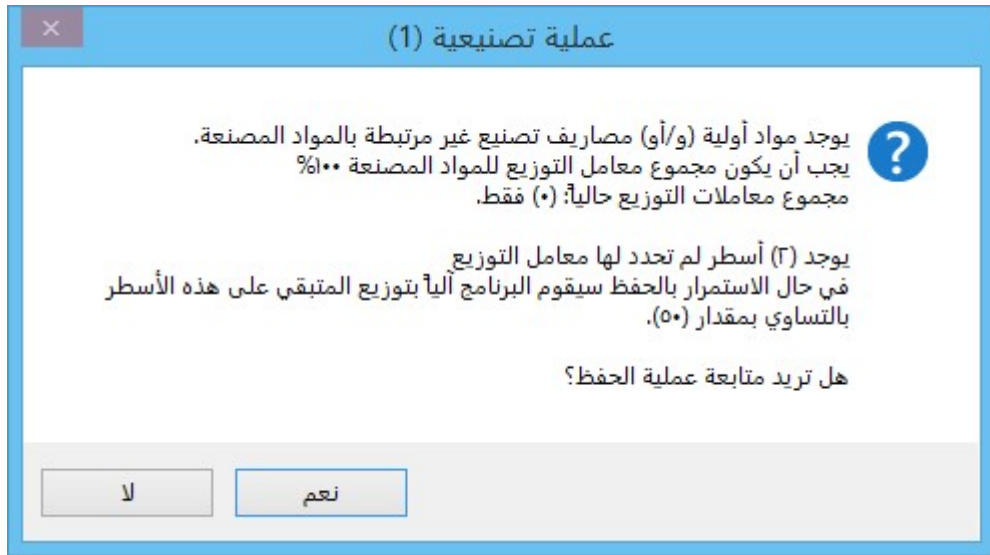 عملية تصنيعية (1)
يوجد مواد أولية (و/أو) مصاريف تصنيع غير مرتبطة بالمواد المصنعة.
يجب أن يكون مجموع معامل التوزيع للمواد المصنعة ١٠٠%
مجموع معاملات التوزيع حالياً: (٠) فقط.
يوجد (٢) أسطر لم تحدد لها معامل التوزيع
في حال الاستمرار بالحفظ سيقوم البرنامج آلياً بتوزيع المتبقي على هذه الأسطر
بالتساوي بمقدار (٥٠).
هل تريد متابعة عملية الحفظ؟
نعم
لا